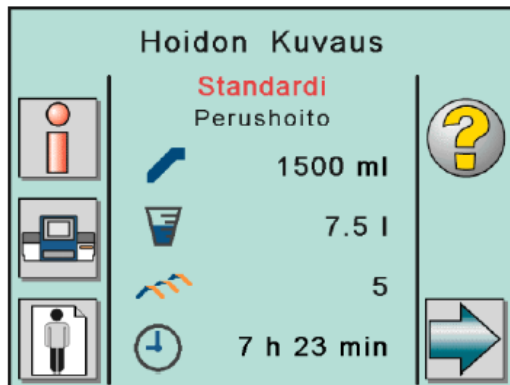 Hoidon Kuvaus
Standardi
Perushoito
1500 ml
7.5 l
5
7 h 23 min
?